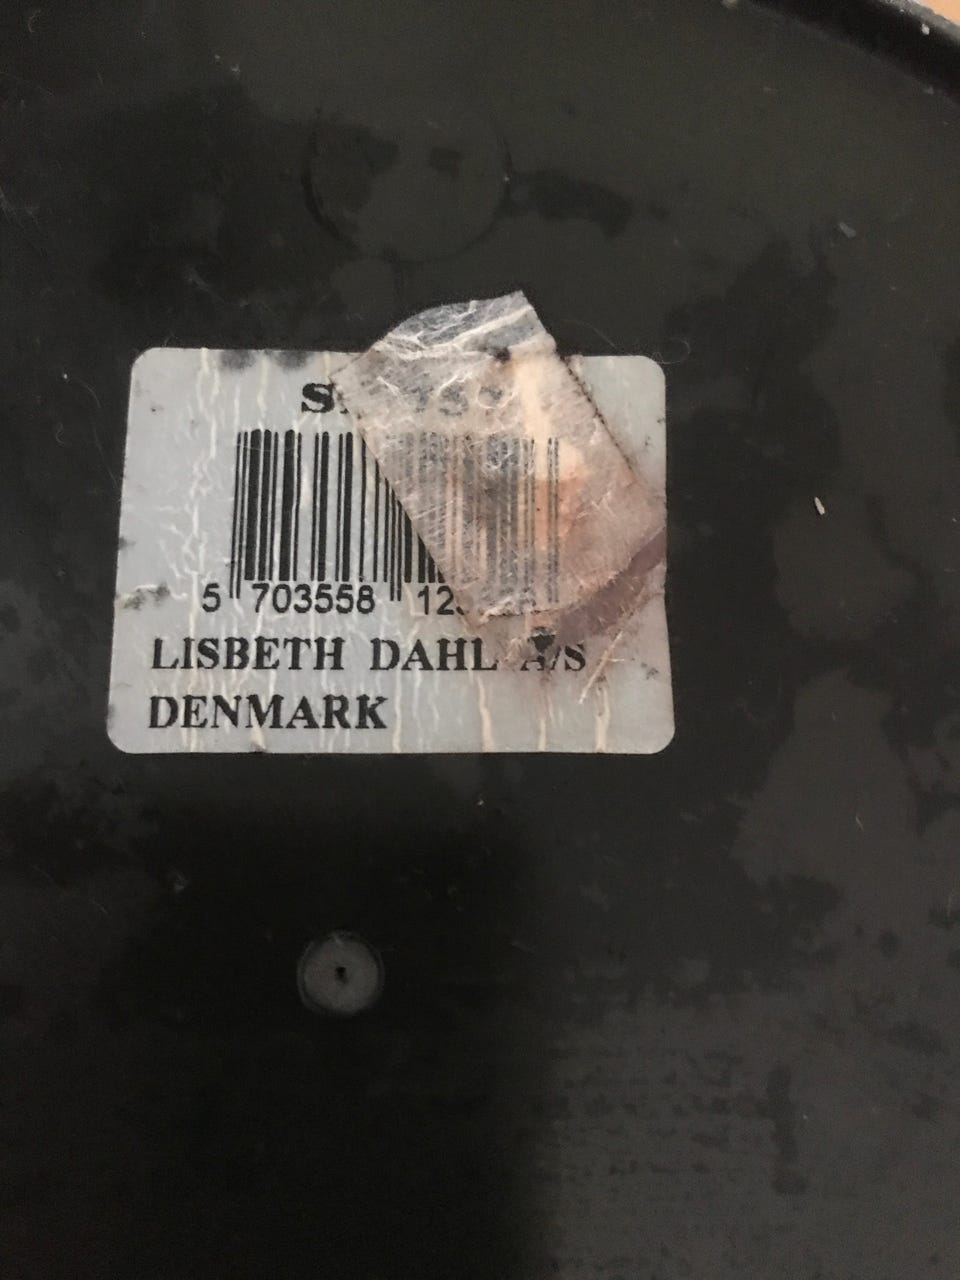 5 703558
LISBETH DAHL A/S
DENMARK